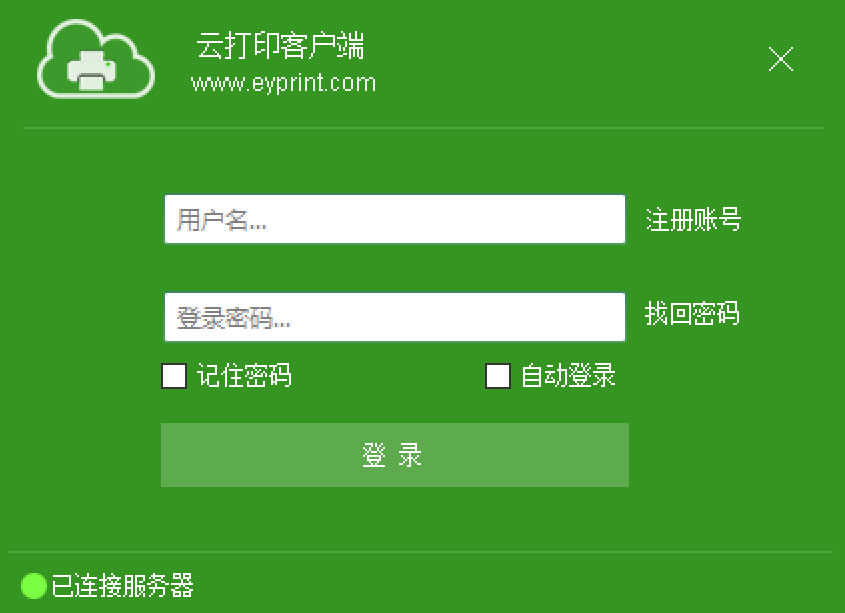 云打印客户端
www.eyprint.com
用户名...
注册账号
登录密码...
找回密码
记住密码
自动登录
登 录
已连接服务器